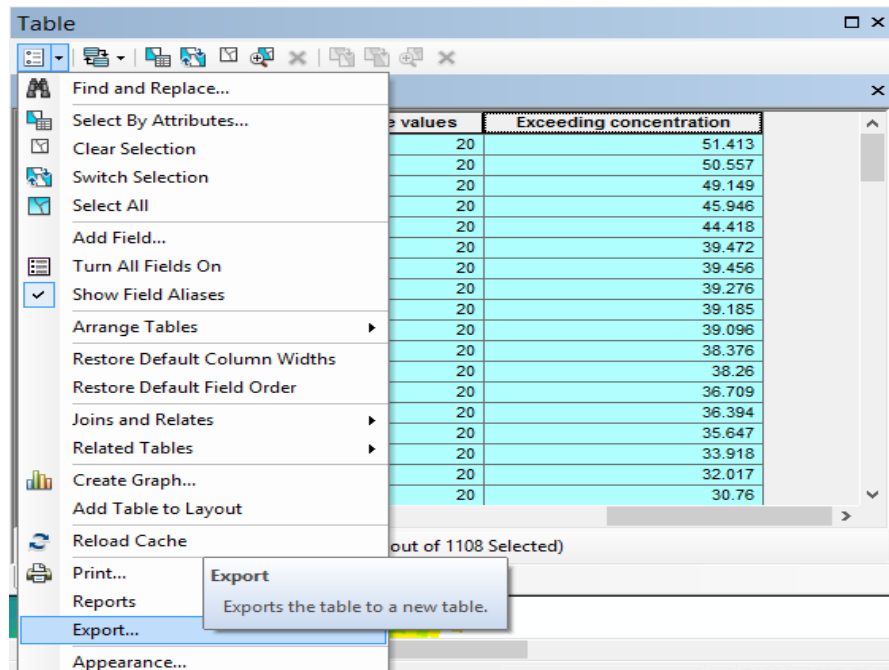 Table
Find and Replace...
Select By Attributes...
Clear Selection
Switch Selection
Select All
Add Field...
Turn All Fields On
Show Field Aliases
Arrange Tables
Restore Default Column Widths
Restore Default Field Order
Joins and Relates
Related Tables
Create Graph...
Add Table to Layout
Reload Cache
Print...
Reports
Export...
Appearance...
Export
Exports the table to a new table.
values Exceeding concentration
20 51.413
20 50.557
20 49.149
20 45.946
20 44.418
20 39.472
20 39.456
20 39.276
20 39.185
20 39.096
20 38.376
20 38.26
20 36.709
20 36.394
20 35.647
20 33.918
20 32.017
20 30.76
out of 1108 Selected)